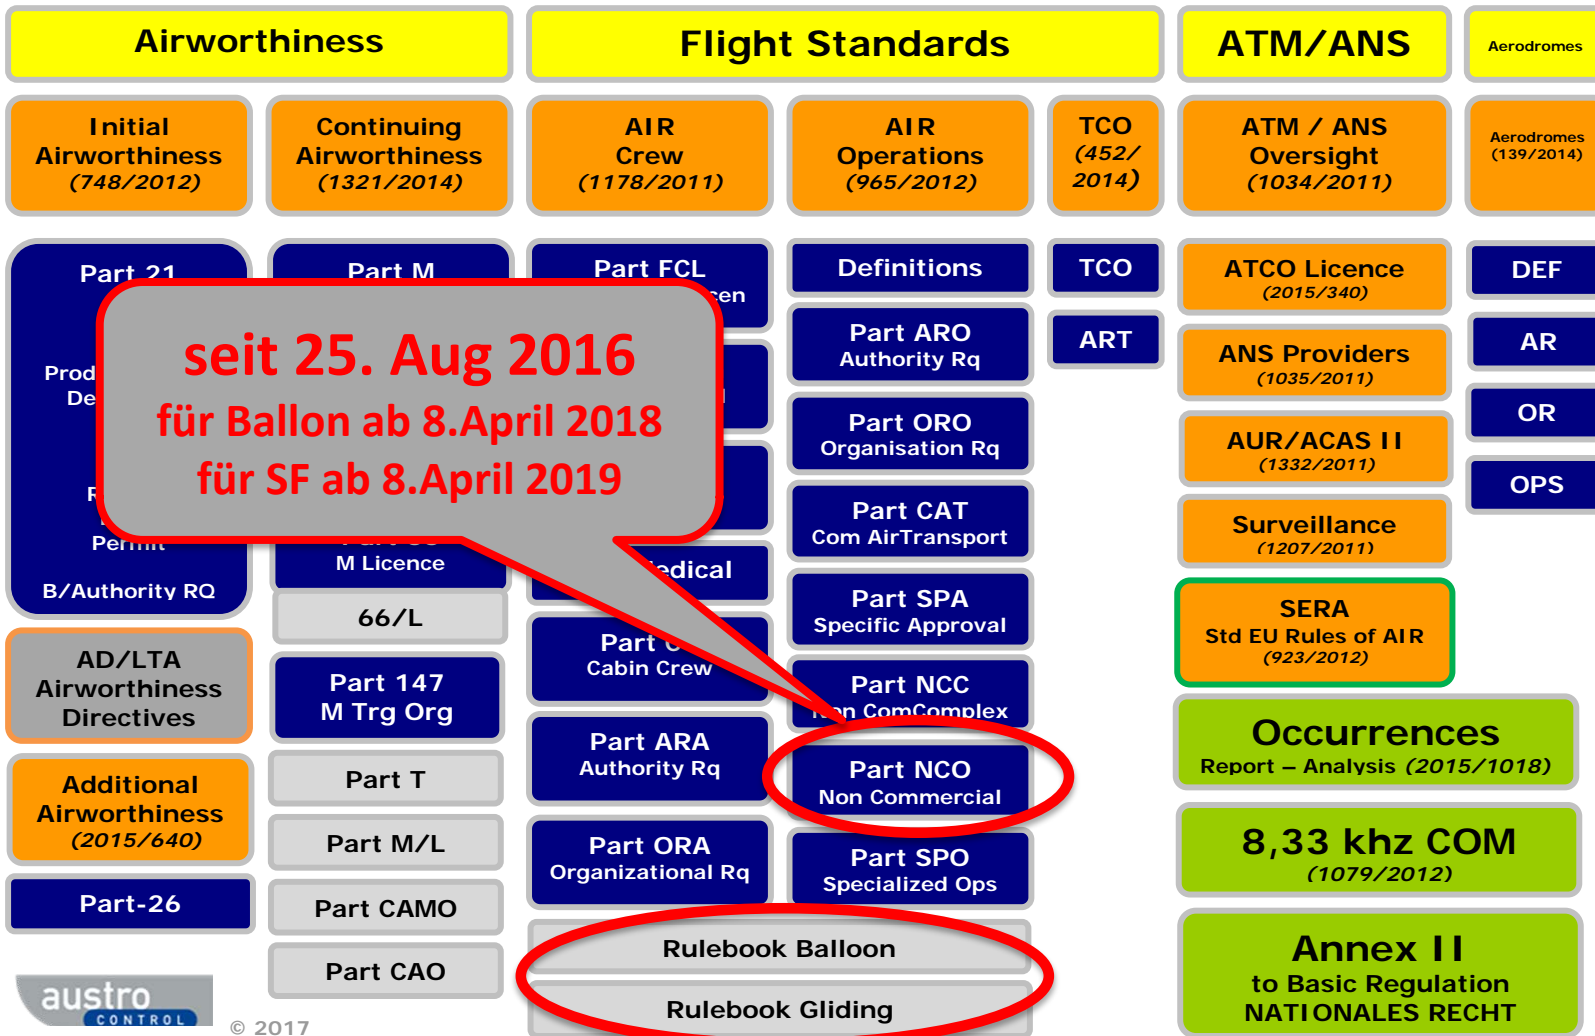 Airworthiness
Flight Standards
ATM/ANS
Aerodromes
Initial
Airworthiness
(748/2012)
Continuing
Airworthiness
(1321/2014)
AIR
Crew
(1178/2011)
AIR
Operations
(965/2012)
TCO
(452/
2014)
ATM / ANS
Oversight
(1034/2011)
Aerodromes
(139/2014)
Part 21
Permit
B/Authority RQ
AD/LTA
Airworthiness
Directives
Additional
Airworthiness
(2015/640)
Part-26
Part M
M Licence
66/L
Part 147
M Trg Org
Part T
Part M/L
Part CAMO
Part CAO
seit 25. Aug 2016
für Ballon ab 8.April 2018
für SF ab 8.April 2019
Part FCL
Part
Cabin Crew
Part ARA
Authority Rq
Part ORA
Organizational Rq
Definitions
Part ARO
Authority Rq
Part ORO
Organisation Rq
Part CAT
Com AirTransport
Part SPA
Specific Approval
Part NCC
Non ComComplex
Part NCO
Non Commercial
Part SPO
Specialized Ops
Rulebook Balloon
Rulebook Gliding
TCO
ART
ATCO Licence
(2015/340)
ANS Providers
(1035/2011)
AUR/ACAS II
(1332/2011)
Surveillance
(1207/2011)
SERA
Std EU Rules of AIR
(923/2012)
Occurrences
Report – Analysis (2015/1018)
8,33 khz COM
(1079/2012)
Annex II
to Basic Regulation
NATIONALES RECHT
DEF
AR
OR
OPS
austro
CONTROL
© 2017